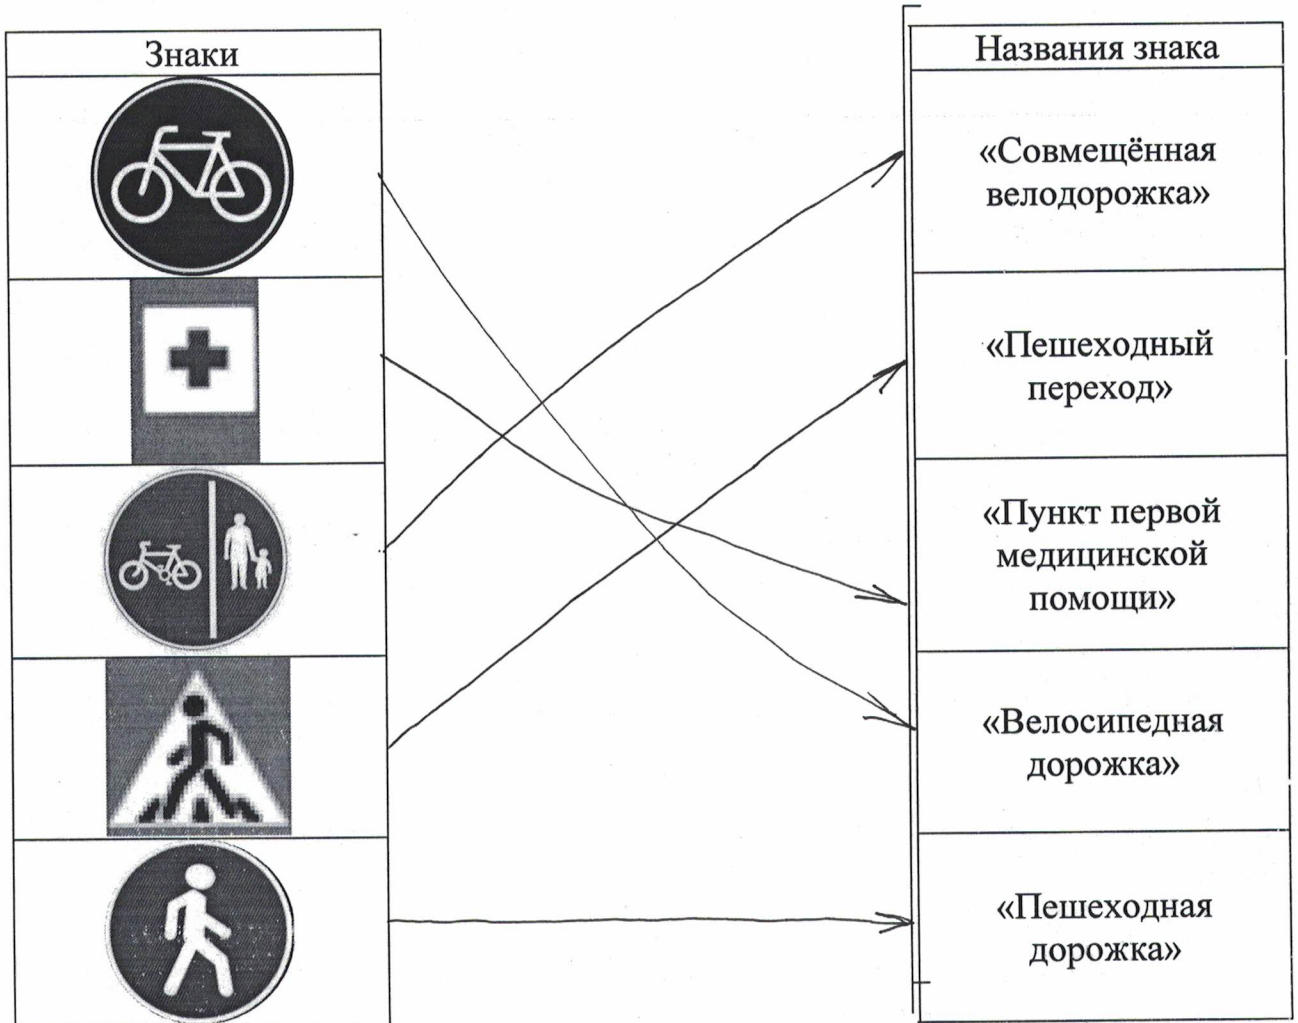 Знаки
Названия знака
«Совмещённая
велодорожка»
«Пешеходный
переход»
«Пункт первой
медицинской
помощи»
«Велосипедная
дорожка»
«Пешеходная
дорожка»